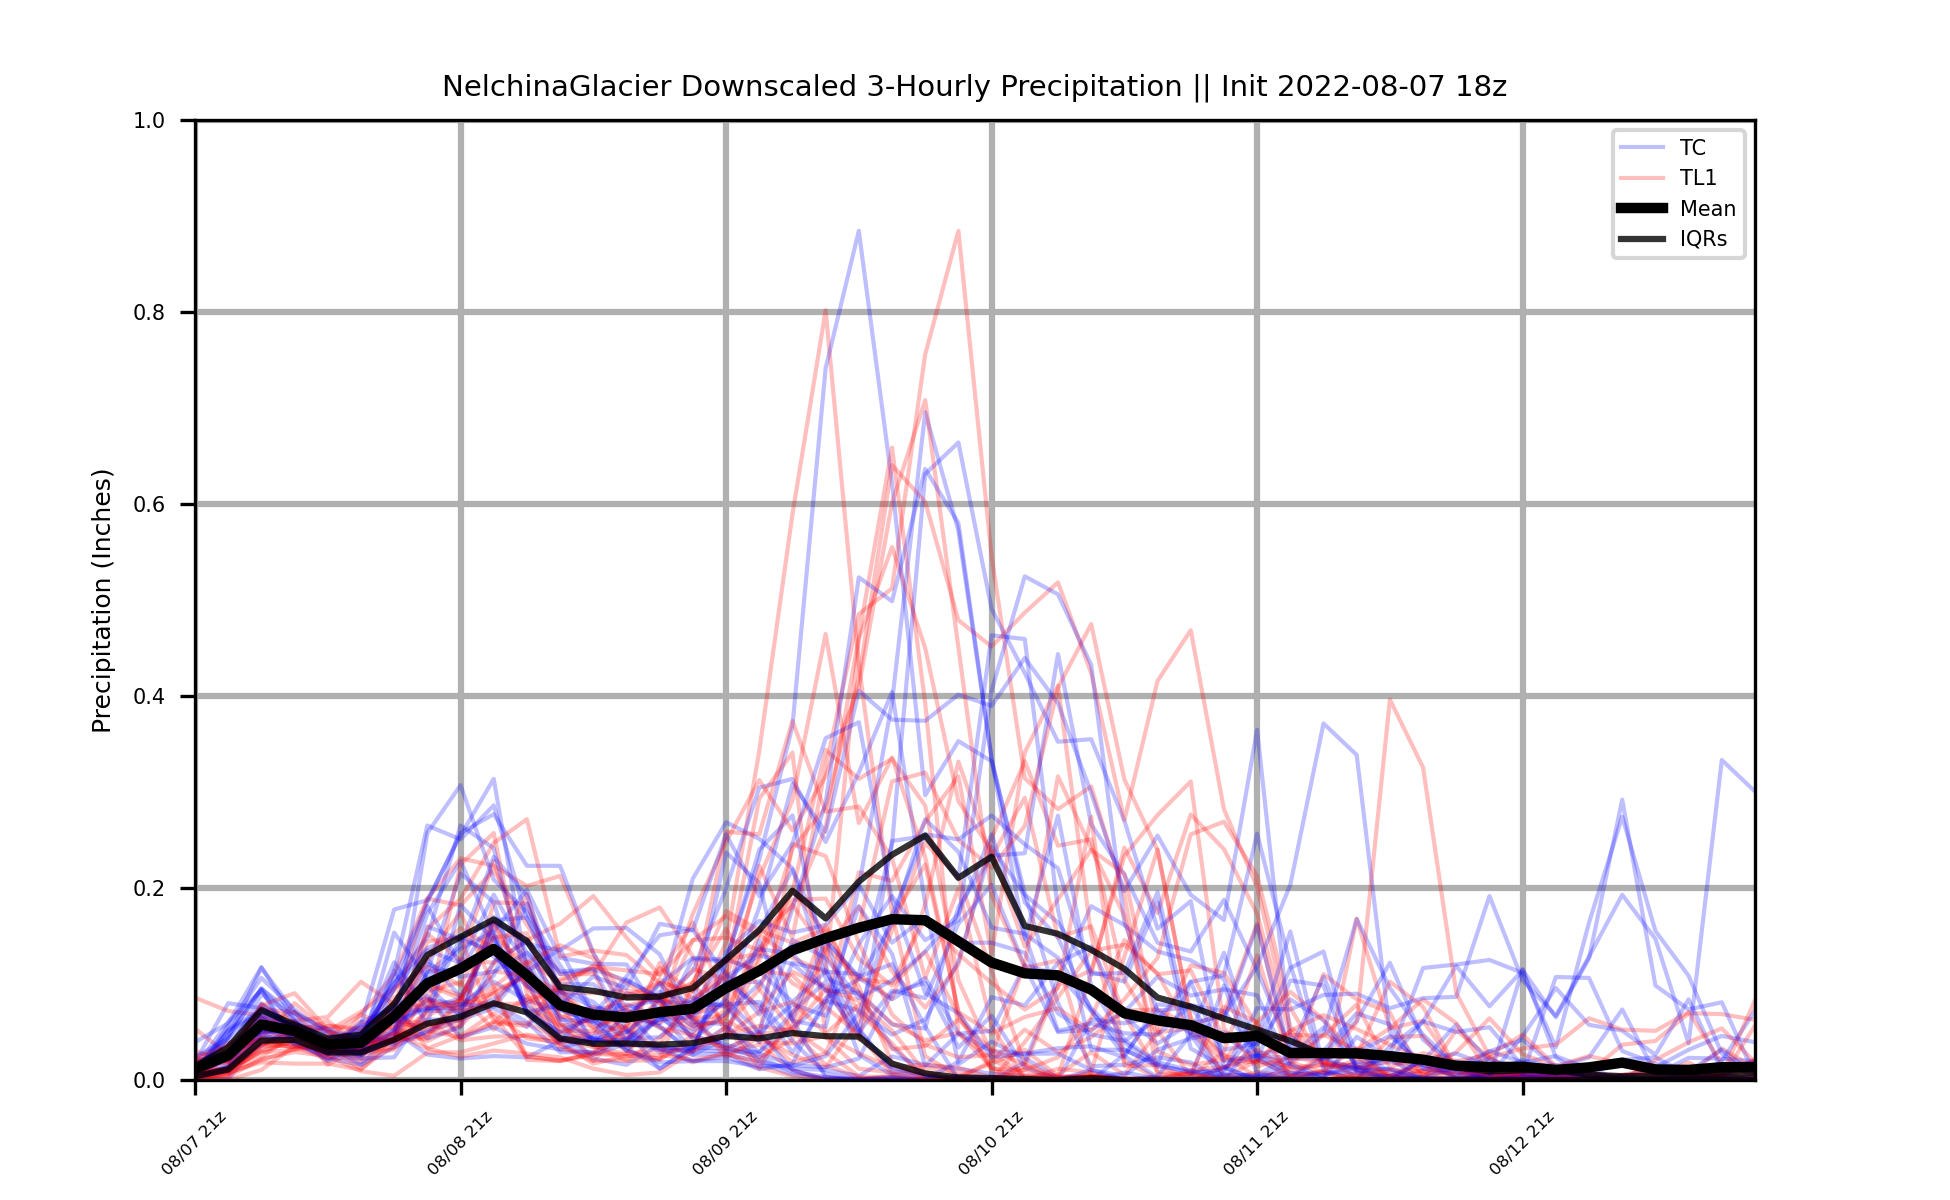 NelchinaGlacier Downscaled 3-Hourly Precipitation || Init 2022-08-07 18z
TC
TL1
Mean
IQRs
Precipitation (Inches)
1.0
0.8
0.6
0.4
0.2
0.0
08/07 21z
08/08 21z
08/09 21z
08/10 21z
08/11 21z
08/12 21z